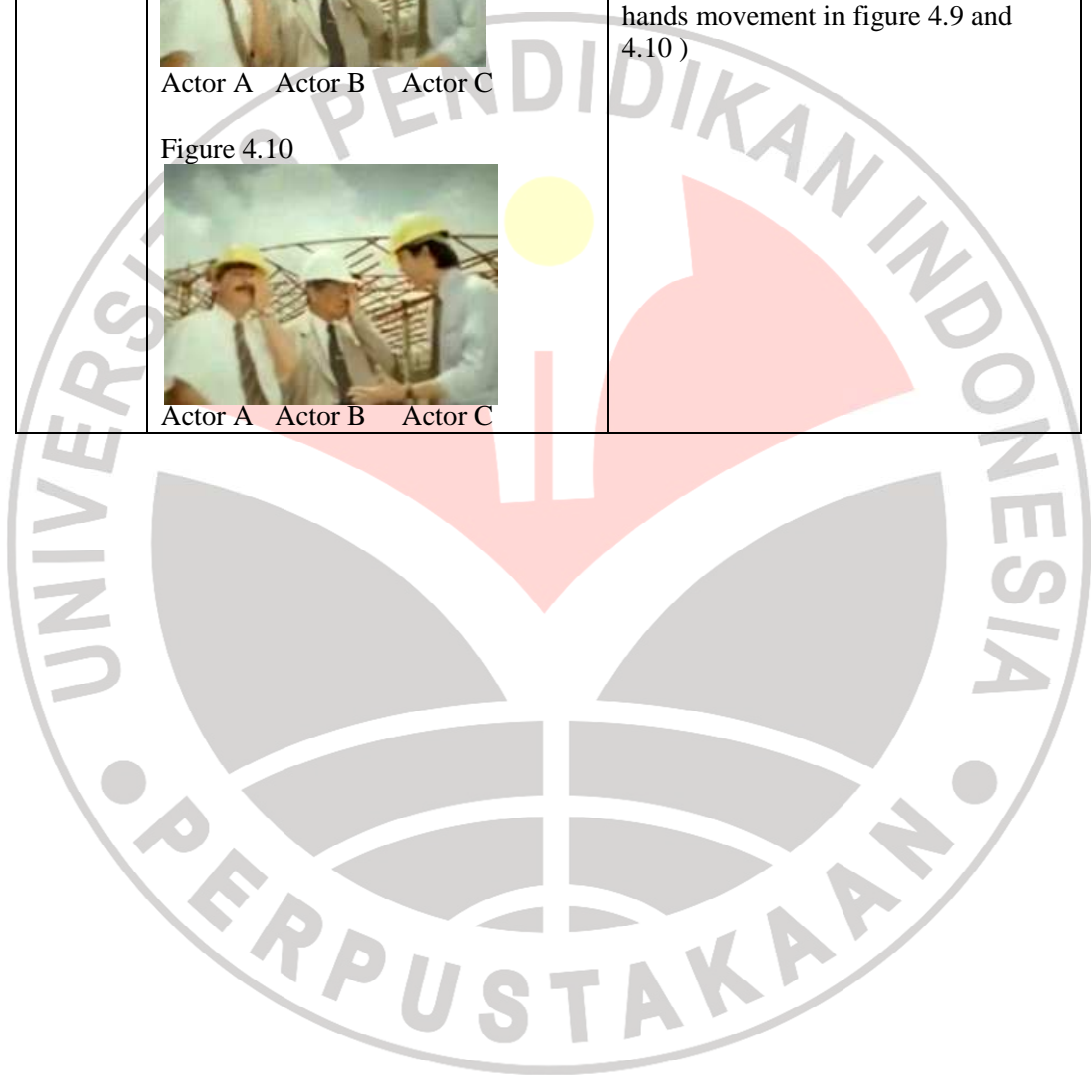 hands movement in figure 4.9 and
4.10 )
Actor A Actor B Actor C
Figure 4.10
Actor A Actor B Actor C
UNIVERSITAS PENDIDIKAN INDONESIA
PERPUSTAKAAN